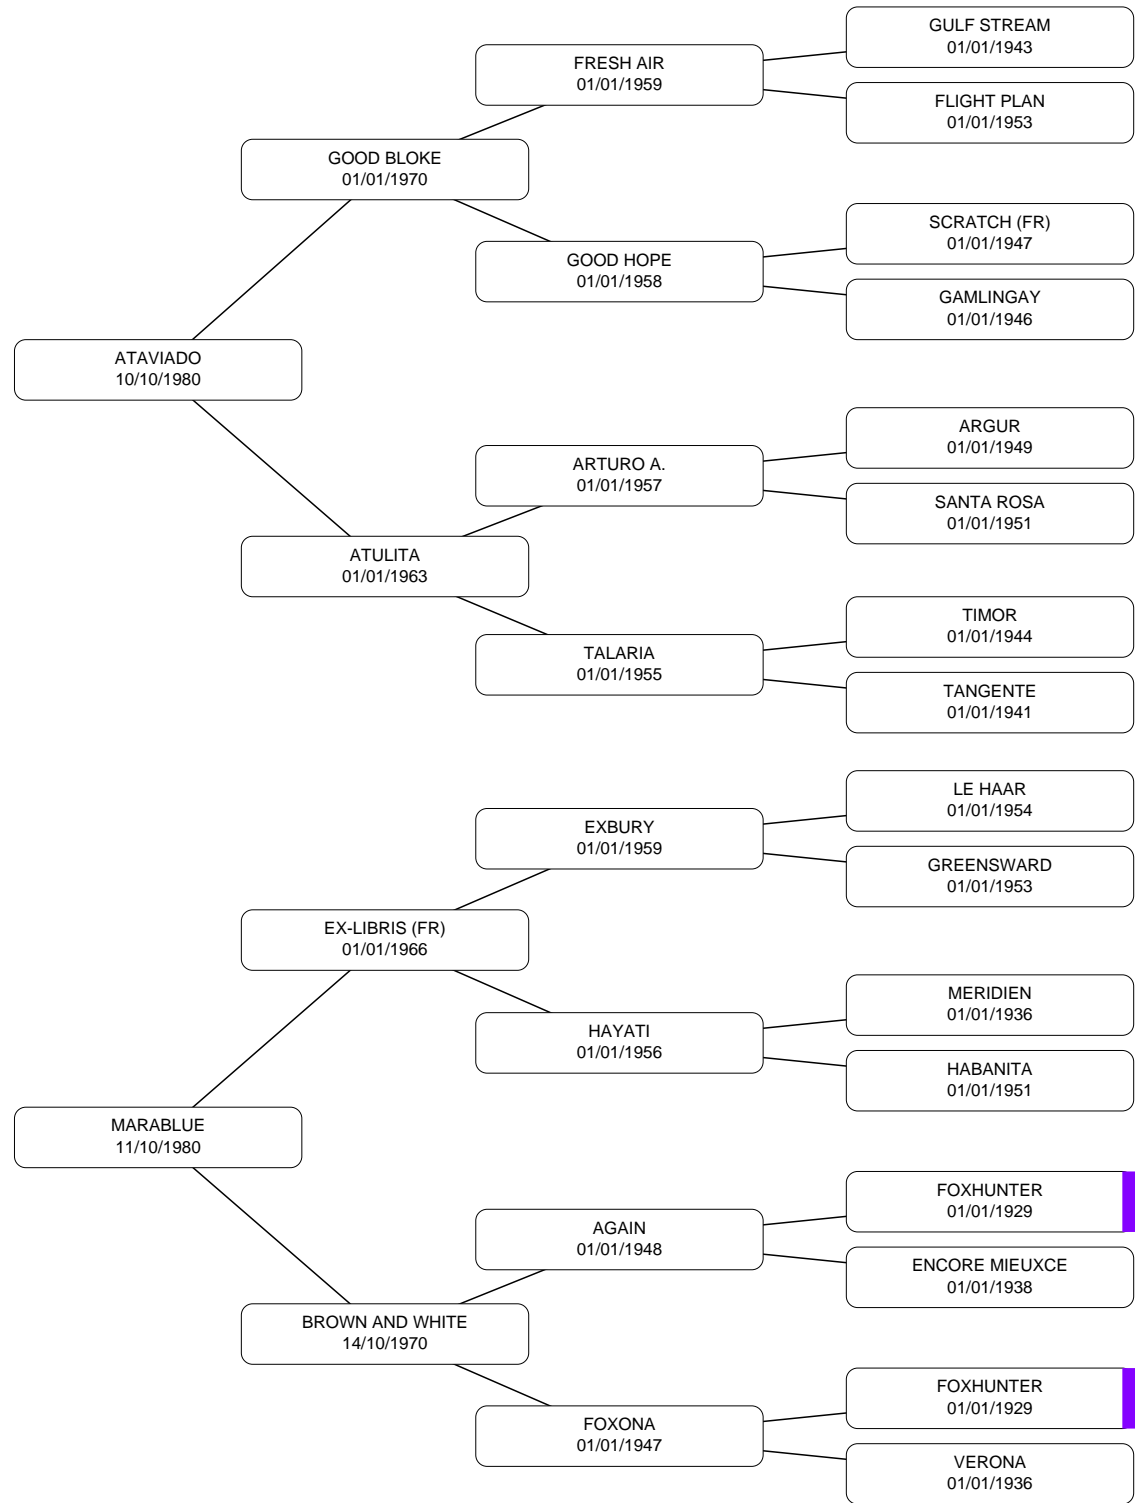 GULF STREAM
01/01/1943
FRESH AIR
01/01/1959
FLIGHT PLAN
01/01/1953
GOOD BLOKE
01/01/1970
SCRATCH (FR)
01/01/1947
GOOD HOPE
01/01/1958
GAMLINGAY
01/01/1946
ATAVIADO
10/10/1980
ARGUR
01/01/1949
ARTURO A.
01/01/1957
SANTA ROSA
01/01/1951
ATULITA
01/01/1963
TIMOR
01/01/1944
TALARIA
01/01/1955
TANGENTE
01/01/1941
LE HAAR
01/01/1954
EXBURY
01/01/1959
GREENSWARD
01/01/1953
EX-LIBRIS (FR)
01/01/1966
MERIDIEN
01/01/1936
HAYATI
01/01/1956
HABANITA
01/01/1951
MARABLUE
11/10/1980
FOXHUNTER
01/01/1929
AGAIN
01/01/1948
ENCORE MIEUXCE
01/01/1938
BROWN AND WHITE
14/10/1970
FOXHUNTER
01/01/1929
FOXONA
01/01/1947
VERONA
01/01/1936